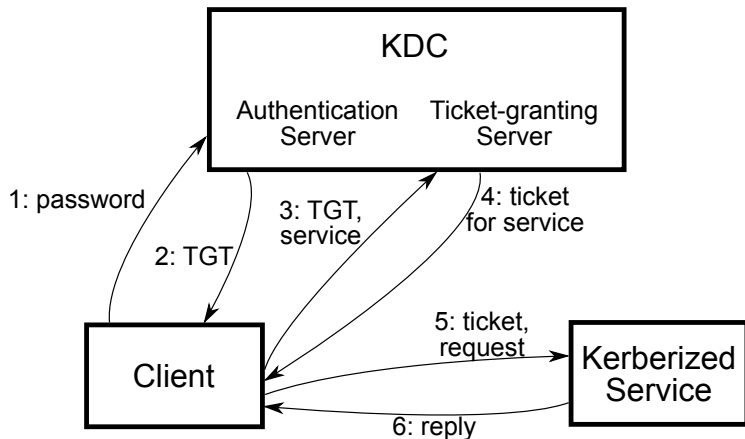 KDC
Authentication
Server
Ticket-granting
Server
1: password
2: TGT
3: TGT,
service
4: ticket
for service
Client
5: ticket,
request
Kerberized
Service
6: reply